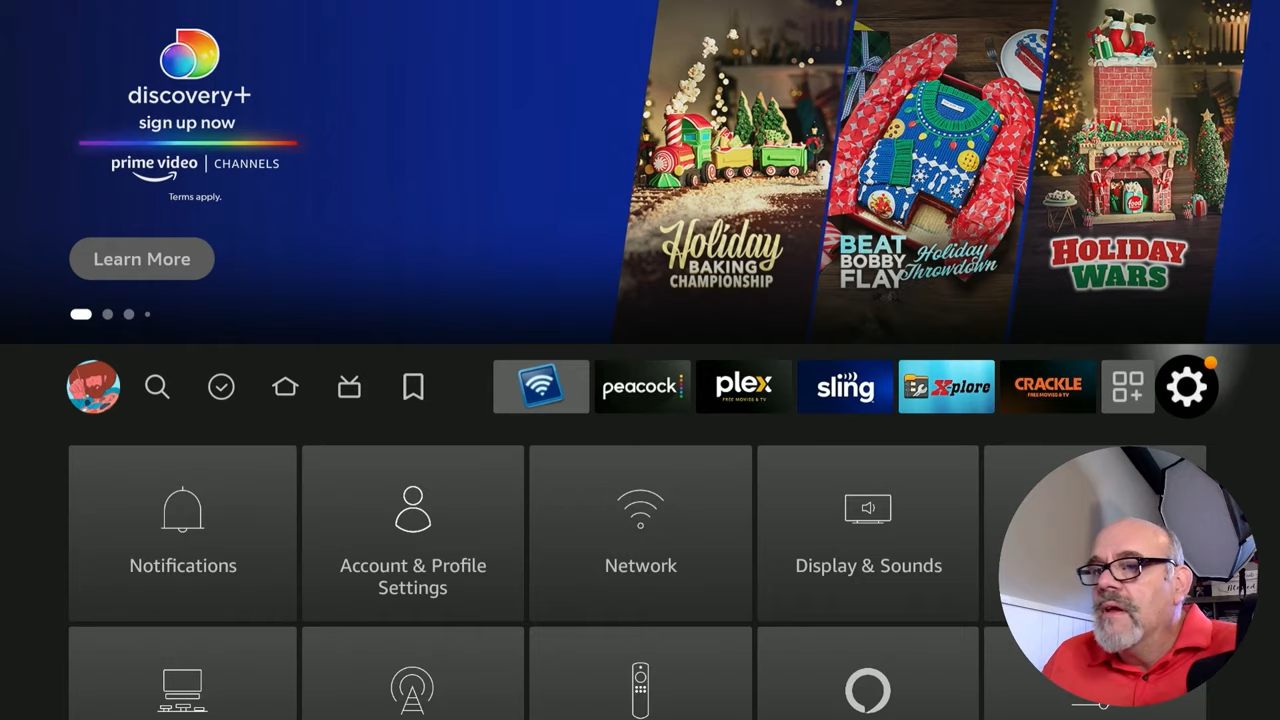 discovery+
sign up now
prime video | CHANNELS
Terms apply.
Learn More
Holiday
BAKING
CHAMPIONSHIP
BEAT
BOBBY
FLAY
Holiday
Throwdown
food
HOLIDAY
WARS
peacock
plex
FREE MOVIES & TV
sling
Xplore
CRACKLE
FREE MOVIES & TV
Notifications
Account & Profile
Settings
Network
Display & Sounds